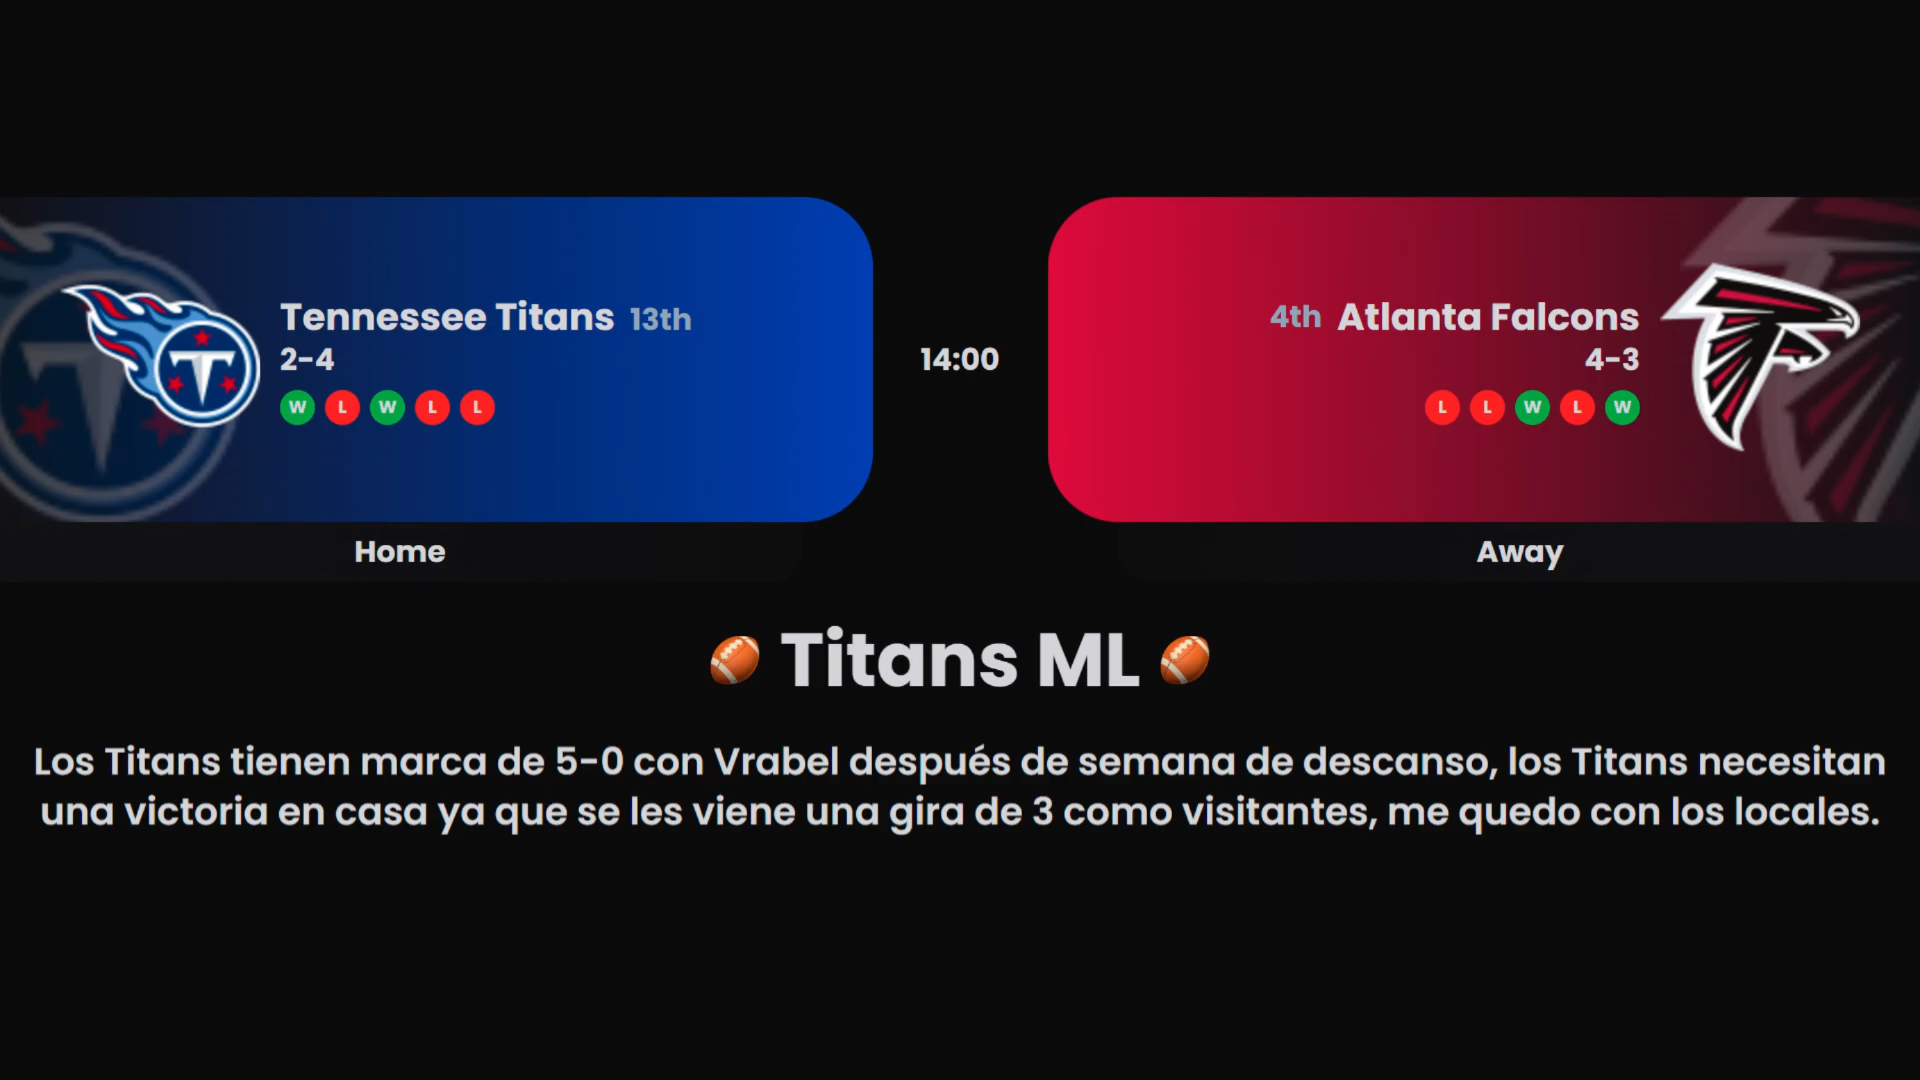 Tennessee Titans 13th
2-4
W L W L L
14:00
4th Atlanta Falcons
4-3
L L W L W
Home
Away
🏈 Titans ML 🏈
Los Titans tienen marca de 5-0 con Vrabel después de semana de descanso, los Titans necesitan
una victoria en casa ya que se les viene una gira de 3 como visitantes, me quedo con los locales.